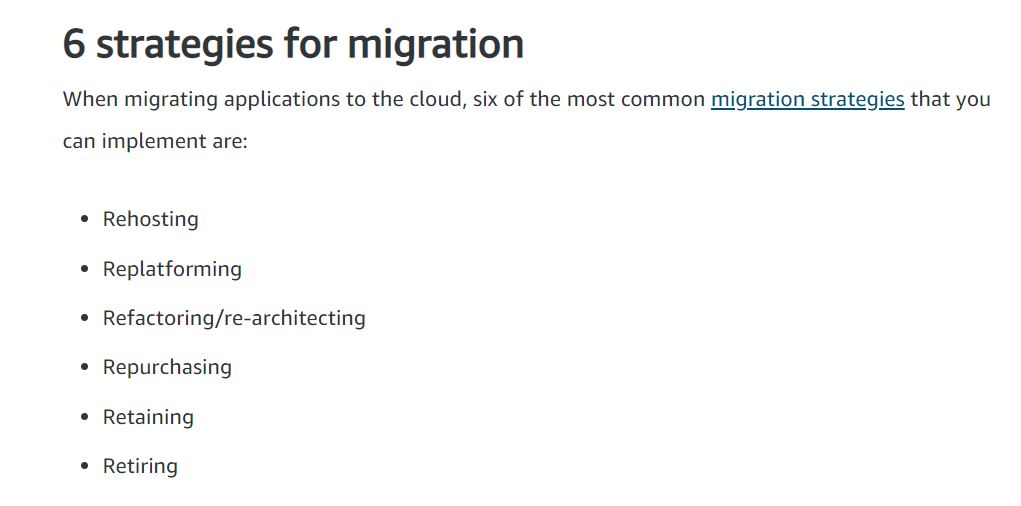 6 strategies for migration
When migrating applications to the cloud, six of the most common migration strategies that you
can implement are:
• Rehosting
• Replatforming
• Refactoring/re-architecting
• Repurchasing
• Retaining
• Retiring